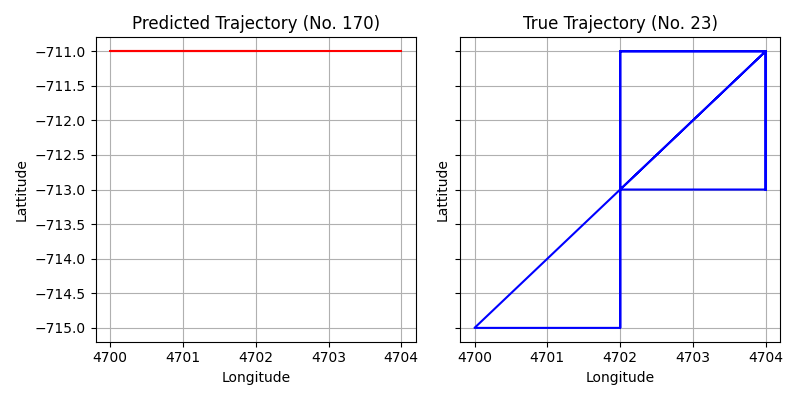 Predicted Trajectory (No. 170)
Lattitude
−711.0
−711.5
−712.0
−712.5
−713.0
−713.5
−714.0
−714.5
−715.0
4700 4701 4702 4703 4704
Longitude
True Trajectory (No. 23)
Lattitude
4700 4701 4702 4703 4704
Longitude